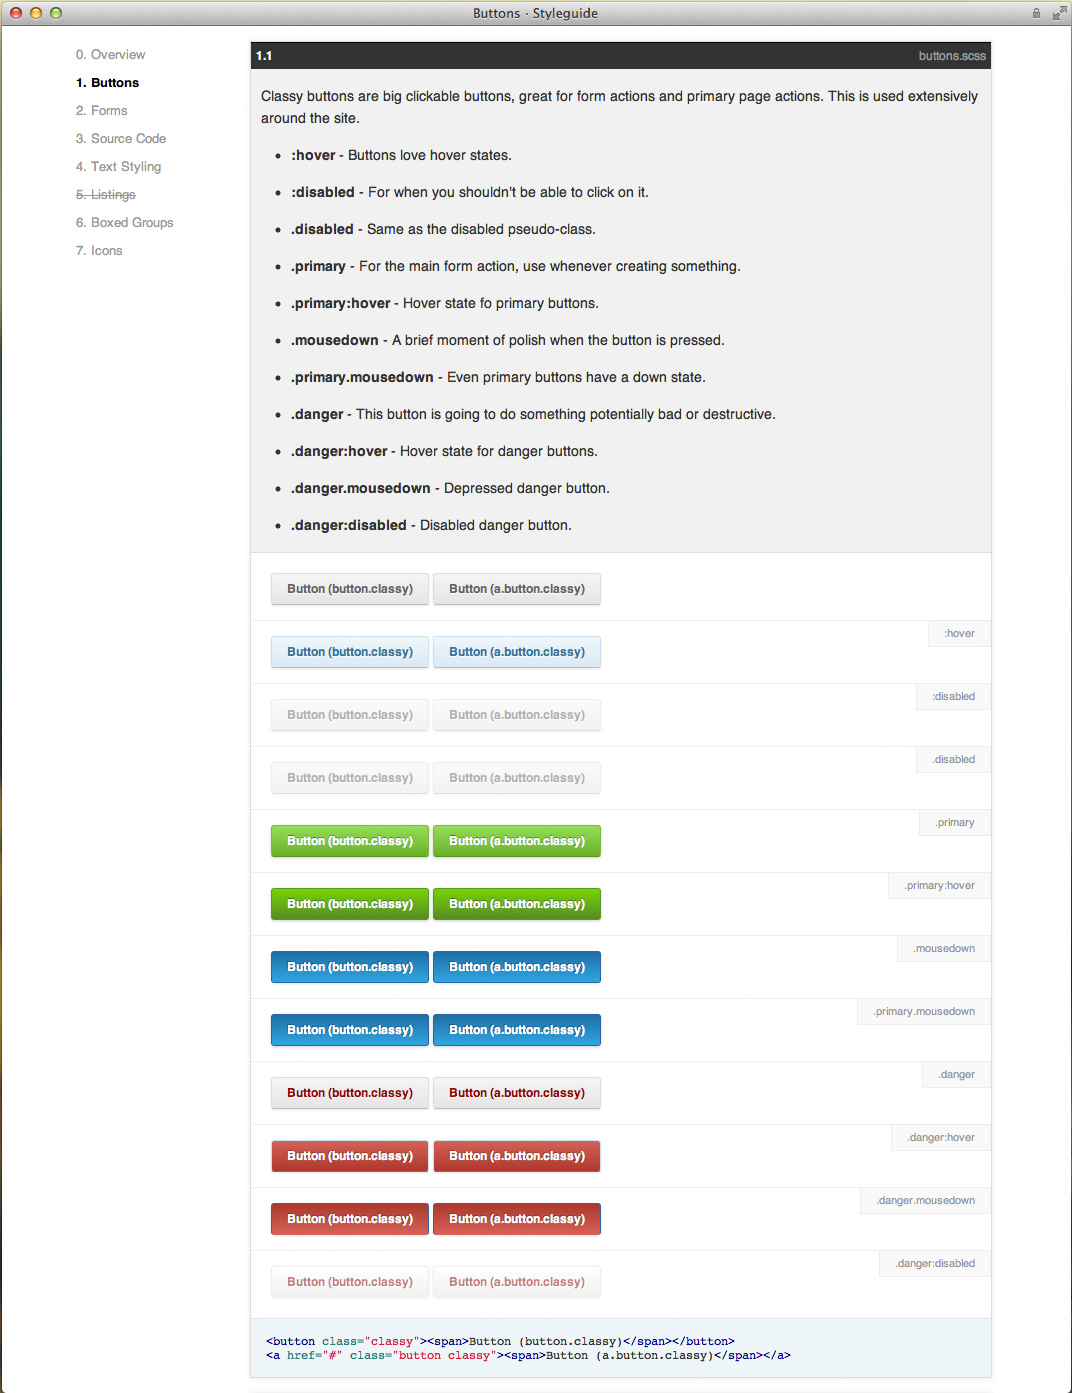 Buttons · Styleguide
0. Overview
1. Buttons
2. Forms
3. Source Code
4. Text Styling
5. Listings
6. Boxed Groups
7. Icons
1.1 buttons.scss
Classy buttons are big clickable buttons, great for form actions and primary page actions. This is used extensively
around the site.
• :hover - Buttons love hover states.
• :disabled - For when you shouldn't be able to click on it.
• .disabled - Same as the disabled pseudo-class.
• .primary - For the main form action, use whenever creating something.
• .primary:hover - Hover state fo primary buttons.
• .mousedown - A brief moment of polish when the button is pressed.
• .primary.mousedown - Even primary buttons have a down state.
• .danger - This button is going to do something potentially bad or destructive.
• .danger:hover - Hover state for danger buttons.
• .danger.mousedown - Depressed danger button.
• .danger:disabled - Disabled danger button.
Button (button.classy) Button (a.button.classy)
:hover
Button (button.classy) Button (a.button.classy)
:disabled
Button (button.classy) Button (a.button.classy)
.disabled
Button (button.classy) Button (a.button.classy)
.primary
Button (button.classy) Button (a.button.classy)
.primary:hover
Button (button.classy) Button (a.button.classy)
.mousedown
Button (button.classy) Button (a.button.classy)
.primary.mousedown
Button (button.classy) Button (a.button.classy)
.danger
Button (button.classy) Button (a.button.classy)
.danger:hover
Button (button.classy) Button (a.button.classy)
.danger.mousedown
Button (button.classy) Button (a.button.classy)
.danger:disabled
Button (button.classy) Button (a.button.classy)
<button class="classy"><span>Button (button.classy)</span></button>
<a href="#" class="button classy"><span>Button (a.button.classy)</span></a>